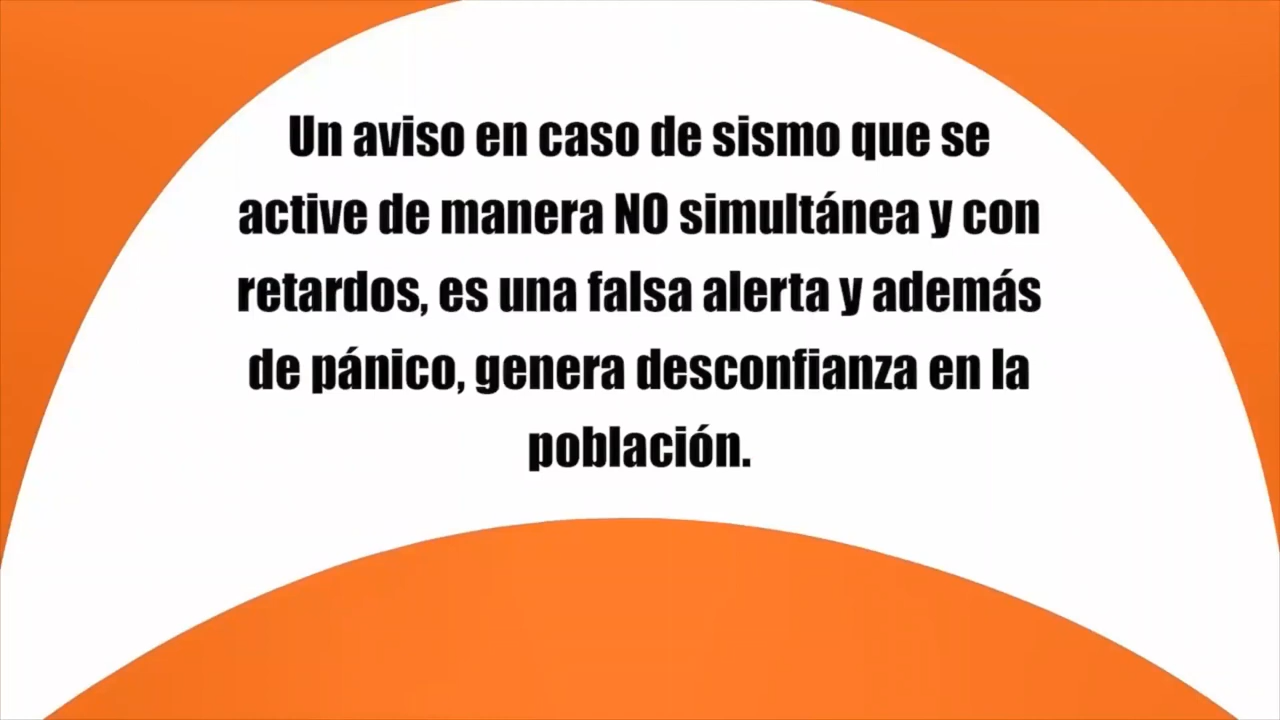 Un aviso en caso de sismo que se
active de manera NO simultánea y con
retardos, es una falsa alerta y además
de pánico, genera desconfianza en la
población.